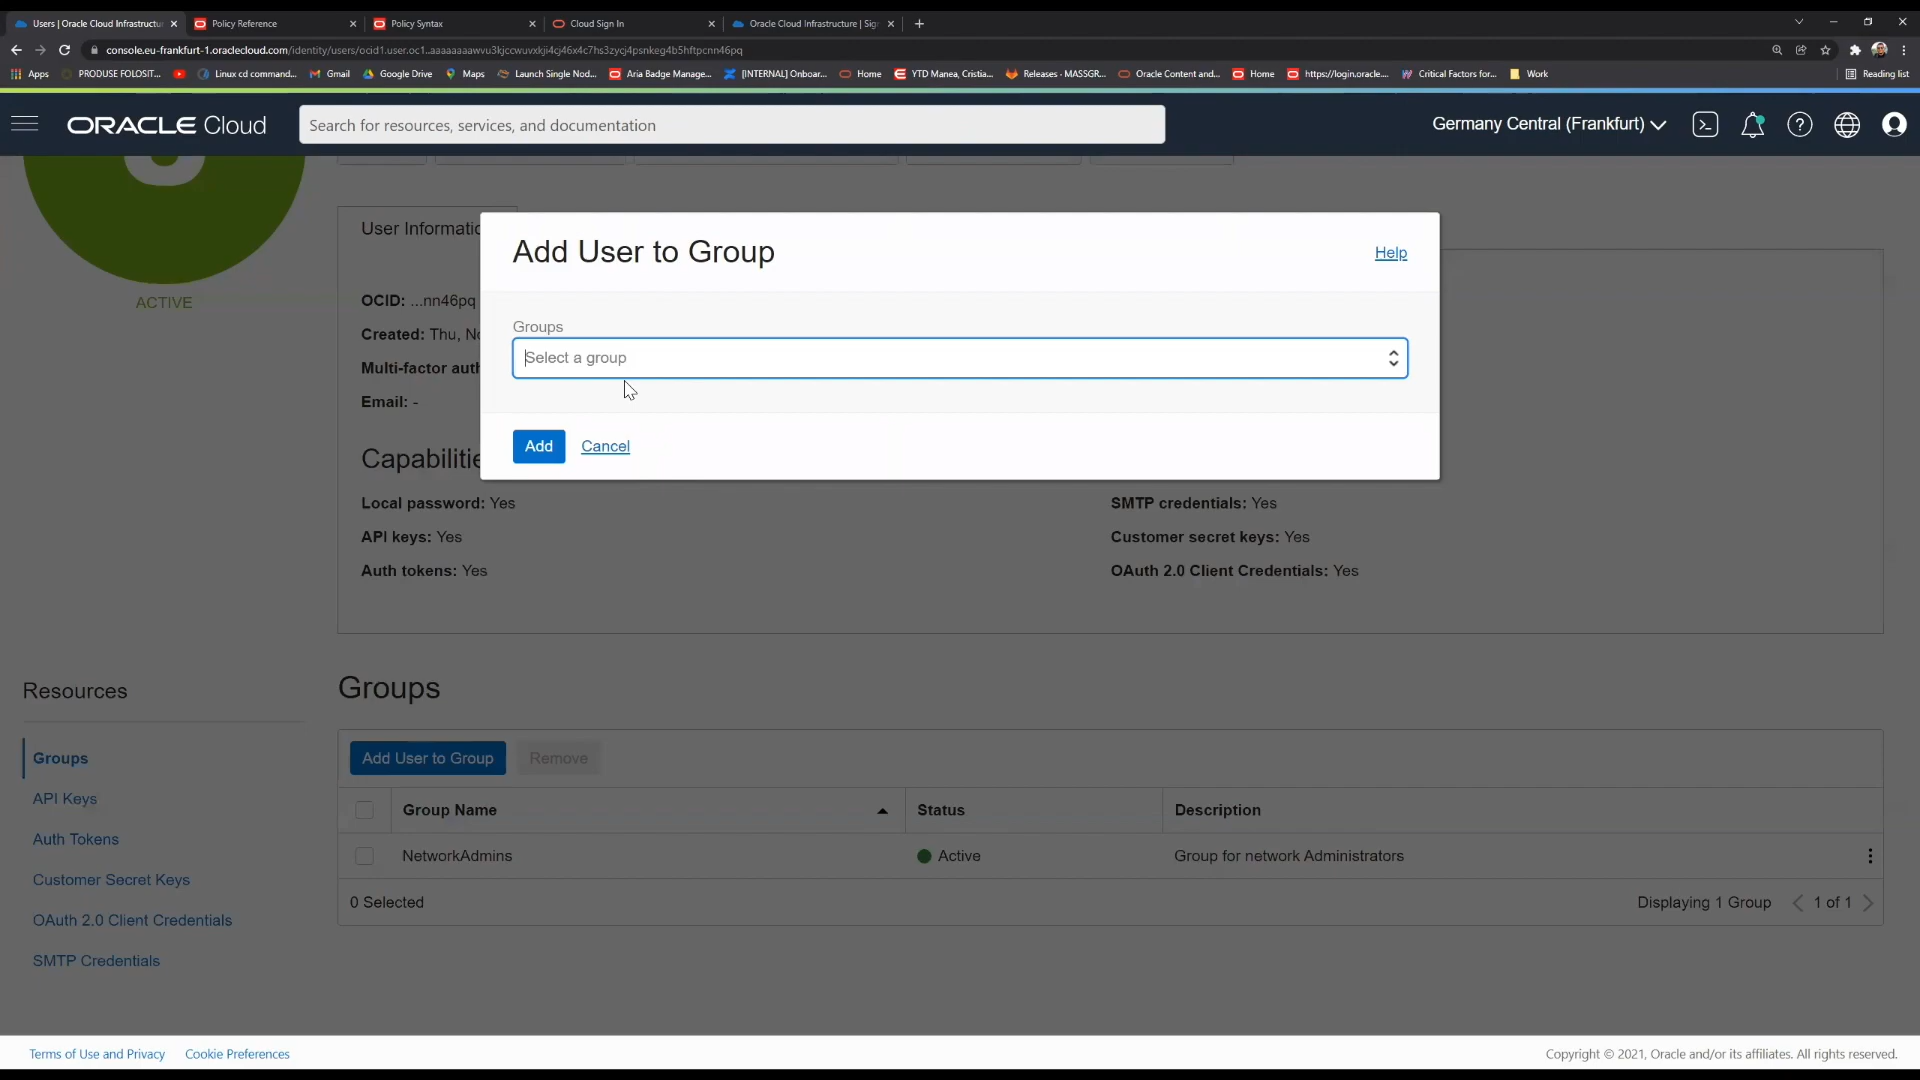 Users | Oracle Cloud Infrastructu
Policy Reference
Policy Syntax
Cloud Sign In
Oracle Cloud Infrastructure | Sig
console.eu-frankfurt-1.oraclecloud.com/identity/users/ocid1.user.oc1..aaaaaaaawvu3kjccwuvxkji4cj46x4c7hs3zycj4psnkeg4b5hftpcnn46pq
Apps
PRODUSE FOLOSIT...
Linux cd command...
Gmail
Google Drive
Maps
Launch Single Nod...
Aria Badge Manage...
[INTERNAL] Onboar...
Home
YTD Manea, Cristia...
Releases - MASSGR...
Oracle Content and...
Home
https://login.oracle....
Critical Factors for...
Work
Reading list
ORACLE Cloud
Search for resources, services, and documentation
Germany Central (Frankfurt)
ACTIVE
User Informatio
OCID: ...nn46pq
Created: Thu, No
Multi-factor auth
Email: -
Add User to Group
Help
Groups
Select a group
Add
Cancel
Capabilitie
Local password: Yes
API keys: Yes
Auth tokens: Yes
SMTP credentials: Yes
Customer secret keys: Yes
OAuth 2.0 Client Credentials: Yes
Resources
Groups
API Keys
Auth Tokens
Customer Secret Keys
OAuth 2.0 Client Credentials
SMTP Credentials
Groups
Add User to Group
Remove
Group Name
Status
Description
NetworkAdmins
Active
Group for network Administrators
0 Selected
Displaying 1 Group
1 of 1
Terms of Use and Privacy
Cookie Preferences
Copyright © 2021, Oracle and/or its affiliates. All rights reserved.